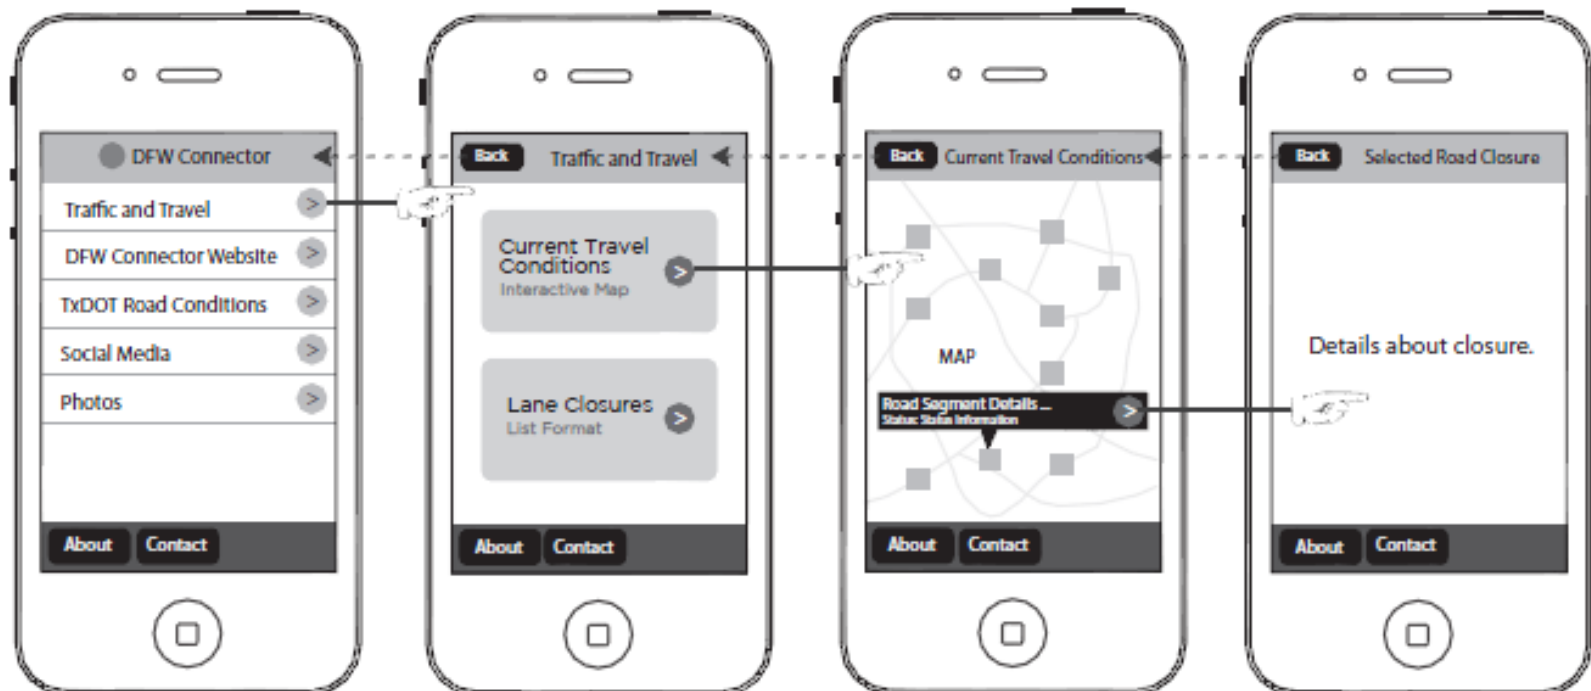 DFW Connector
Traffic and Travel
>
DFW Connector Website
>
TxDOT Road Conditions
>
Social Media
>
Photos
>
About Contact
Back Traffic and Travel
Current Travel
Conditions
>
Interactive Map
Lane Closures
>
List Format
About Contact
Back Current Travel Conditions
MAP
Road Segment Details ...
>
Status: Status Information
About Contact
Back Selected Road Closure
Details about closure.
About Contact